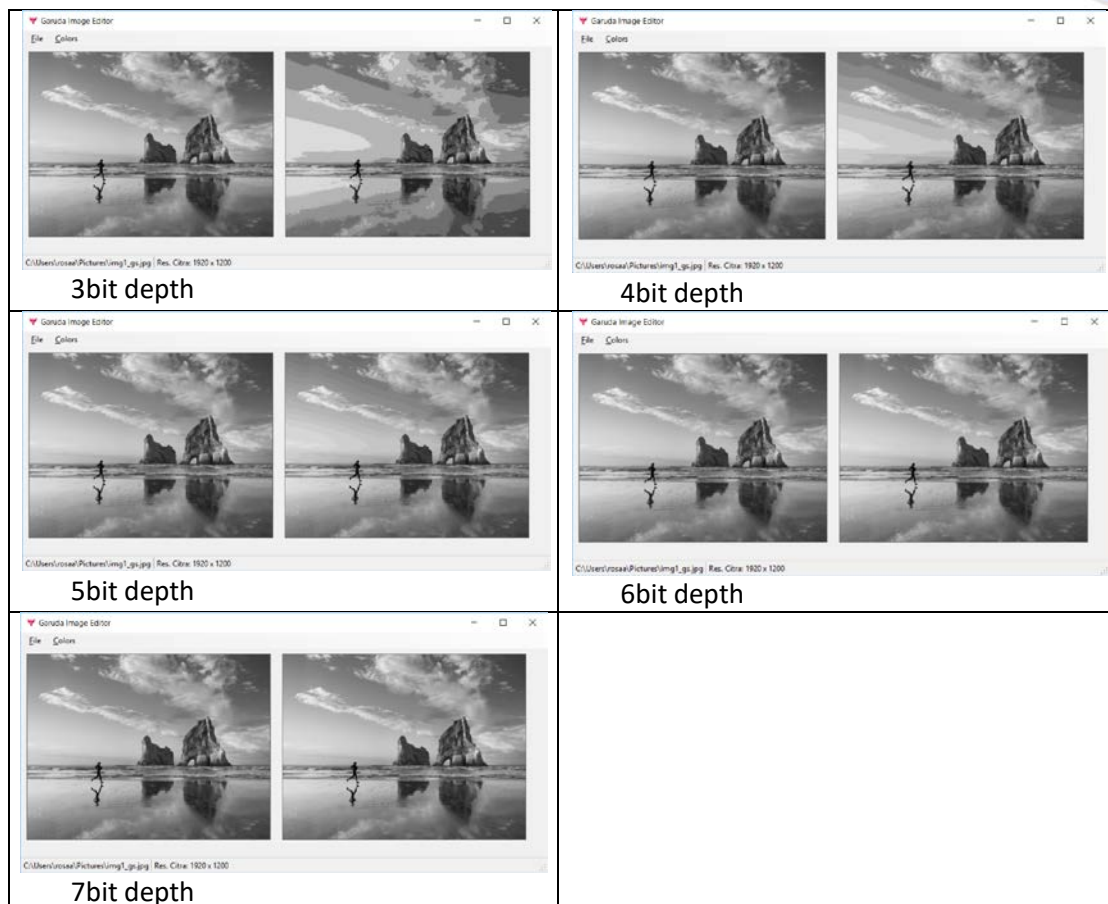 Garuda Image Editor
File Colors
C:\Users\rosaa\Pictures\img1_gs.jpg Res. Citra: 1920 x 1200
3bit depth
Garuda Image Editor
File Colors
C:\Users\rosaa\Pictures\img1_gs.jpg Res. Citra: 1920 x 1200
4bit depth
Garuda Image Editor
File Colors
C:\Users\rosaa\Pictures\img1_gs.jpg Res. Citra: 1920 x 1200
5bit depth
Garuda Image Editor
File Colors
C:\Users\rosaa\Pictures\img1_gs.jpg Res. Citra: 1920 x 1200
6bit depth
Garuda Image Editor
File Colors
C:\Users\rosaa\Pictures\img1_gs.jpg Res. Citra: 1920 x 1200
7bit depth